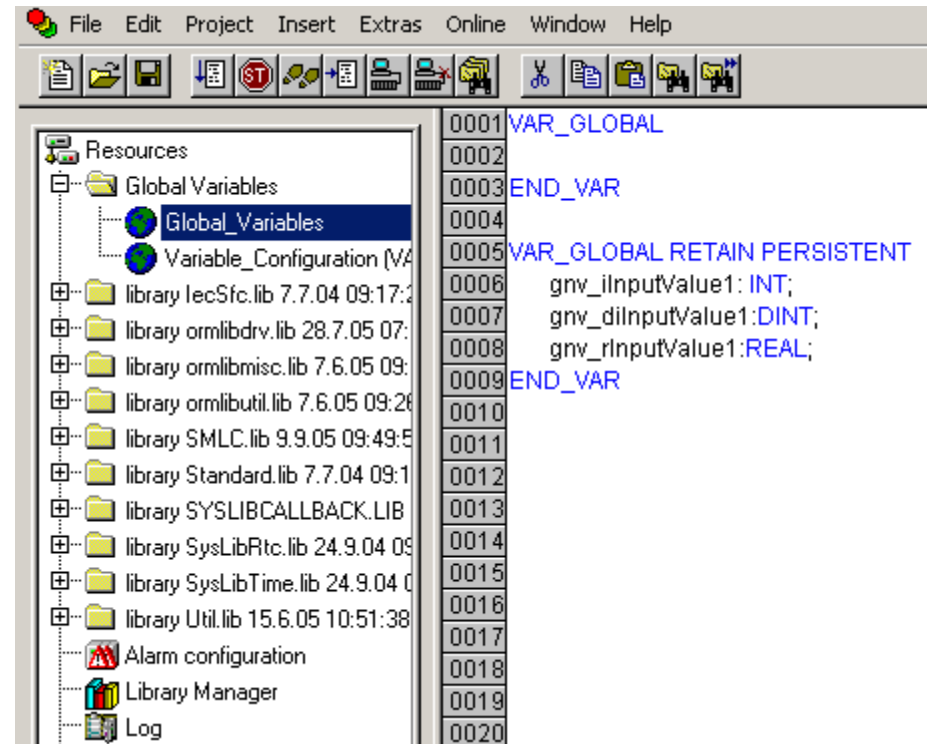 File Edit Project Insert Extras Online Window Help
ST
Resources
Global Variables
Global_Variables
Variable_Configuration (VA
library IecSfc.lib 7.7.04 09:17:2
library ormlibdrv.lib 28.7.05 07:
library ormlibmisc.lib 7.6.05 09:
library ormlibutil.lib 7.6.05 09:26
library SMLC.lib 9.9.05 09:49:5
library Standard.lib 7.7.04 09:1
library SYSLIBCALLBACK.LIB
library SysLibRtc.lib 24.9.04 09
library SysLibTime.lib 24.9.04 0
library Util.lib 15.6.05 10:51:38
Alarm configuration
Library Manager
Log
0001 VAR_GLOBAL
0002
0003 END_VAR
0004
0005 VAR_GLOBAL RETAIN PERSISTENT
0006 gnv_iInputValue1: INT;
0007 gnv_diInputValue1:DINT;
0008 gnv_rInputValue1:REAL;
0009 END_VAR
0010
0011
0012
0013
0014
0015
0016
0017
0018
0019
0020